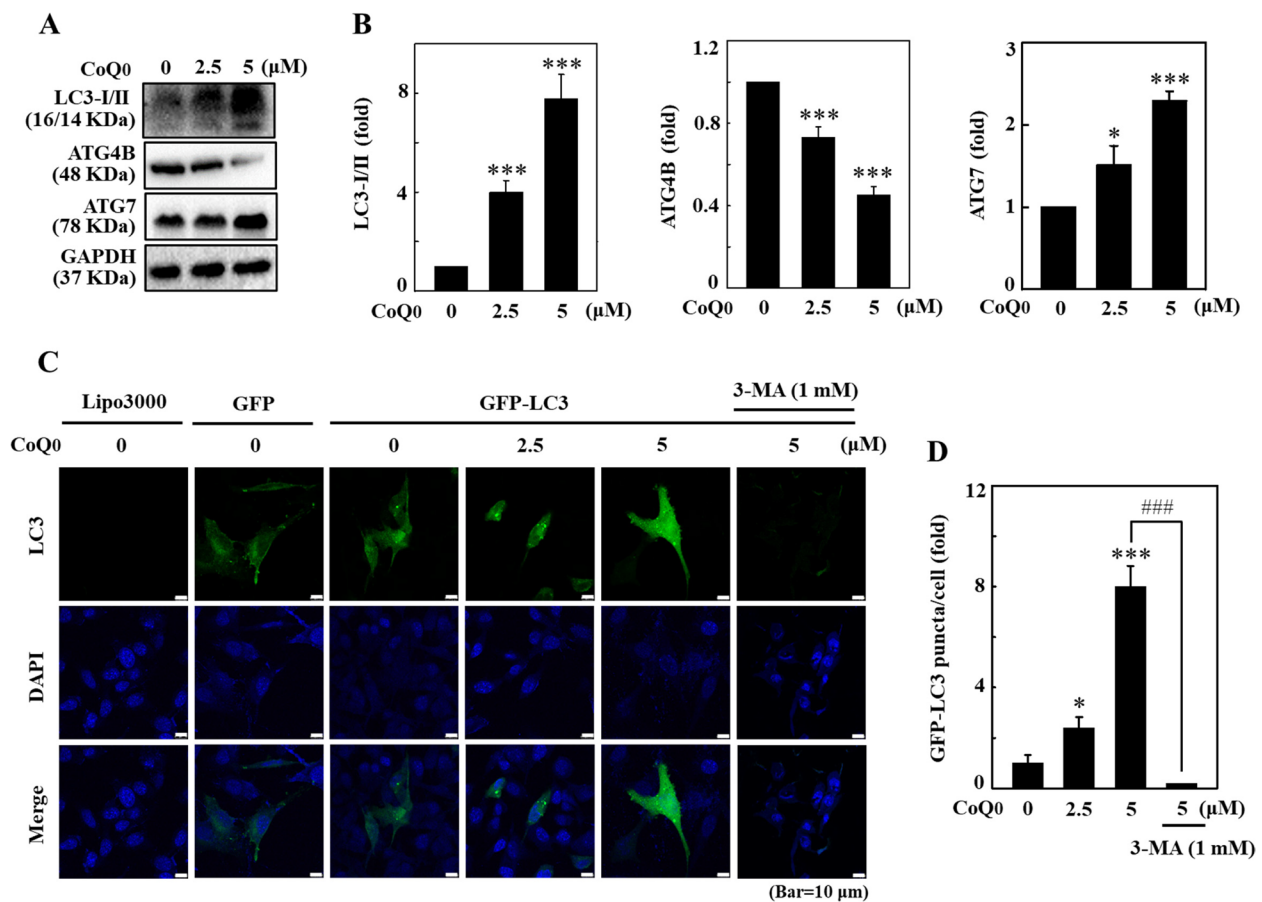 A
CoQ0 0 2.5 5 (μM)
LC3-I/II
(16/14 KDa)
ATG4B
(48 KDa)
ATG7
(78 KDa)
GAPDH
(37 KDa)
B
LC3-I/II (fold)
8
4
0
***
***
CoQ0 0 2.5 5 (μM)
ATG4B (fold)
1.2
0.8
0.4
0
***
***
0 2.5 5 (μM)
ATG7 (fold)
3
2
1
0
*
***
CoQ0 0 2.5 5 (μM)
C
Lipo3000 GFP GFP-LC3 3-MA (1 mM)
CoQ0 0 0 0 2.5 5 5 (μM)
LC3
DAPI
Merge
(Bar=10 μm)
D
GFP-LC3 puncta/cell (fold)
12
8
4
0
*
***
###
CoQ0 0 2.5 5 5 (μM)
3-MA (1 mM)